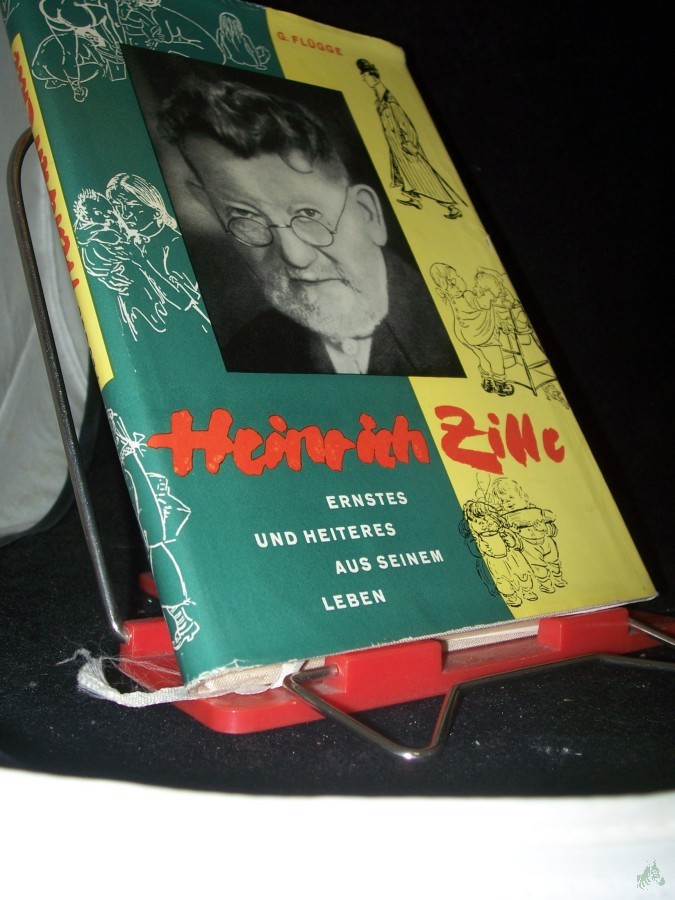 G. FLÜGGE
Heinrich Zille
ERNSTES
UND HEITERES
AUS SEINEM
LEBEN